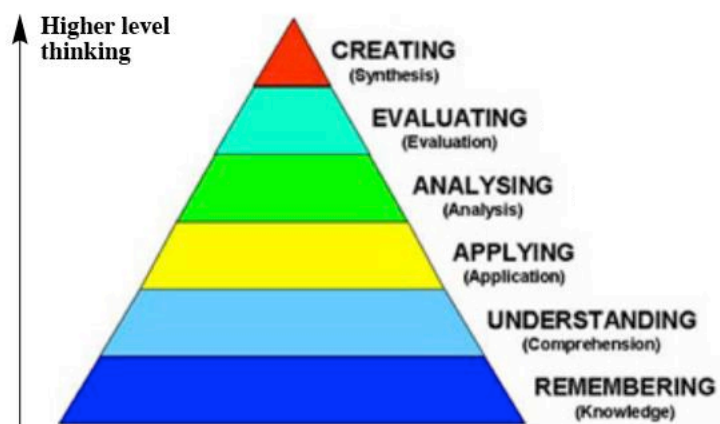 Higher level
thinking
CREATING
(Synthesis)
EVALUATING
(Evaluation)
ANALYSING
(Analysis)
APPLYING
(Application)
UNDERSTANDING
(Comprehension)
REMEMBERING
(Knowledge)